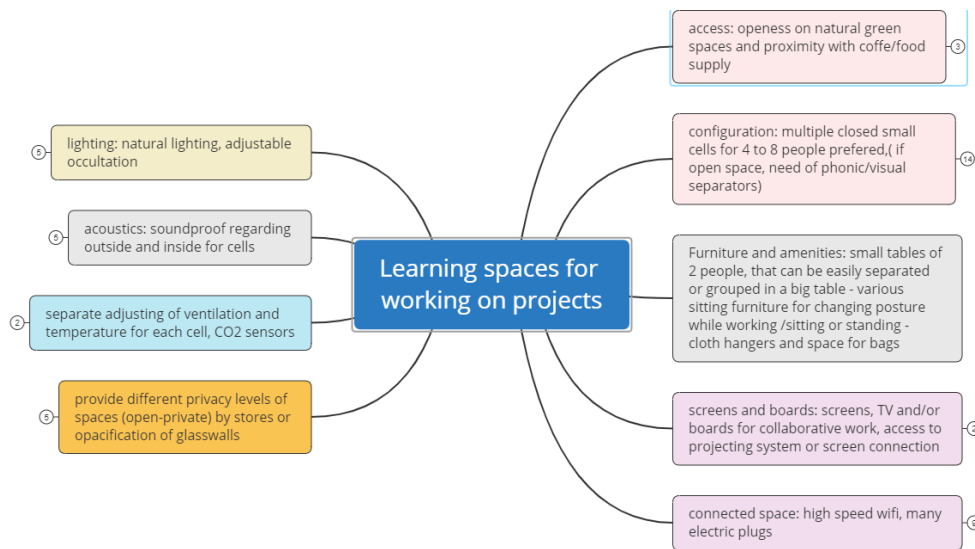 Learning spaces for
working on projects
lighting: natural lighting, adjustable
occultation
5
acoustics: soundproof regarding
outside and inside for cells
5
separate adjusting of ventilation and
temperature for each cell, CO2 sensors
2
provide different privacy levels of
spaces (open-private) by stores or
opacification of glasswalls
5
access: openess on natural green
spaces and proximity with coffe/food
supply
3
configuration: multiple closed small
cells for 4 to 8 people prefered,( if
open space, need of phonic/visual
separators)
14
Furniture and amenities: small tables of
2 people, that can be easily separated
or grouped in a big table - various
sitting furniture for changing posture
while working /sitting or standing -
cloth hangers and space for bags
screens and boards: screens, TV and/or
boards for collaborative work, access to
projecting system or screen connection
connected space: high speed wifi, many
electric plugs